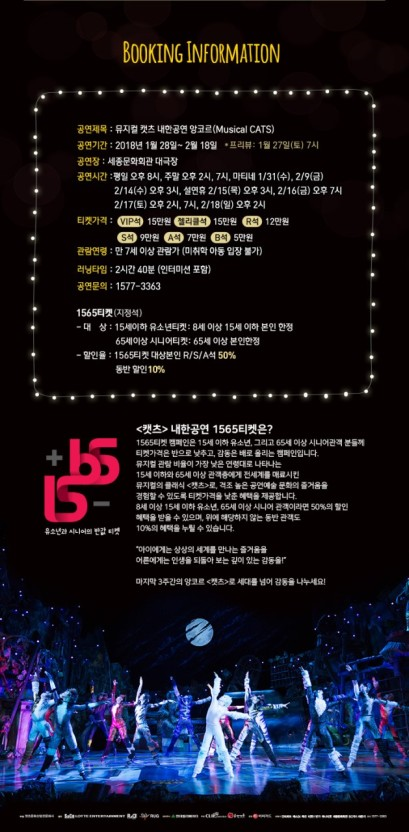 BOOKING INFORMATION
공연제목 : 뮤지컬 캣츠 내한공연 앙코르(Musical CATS)
공연기간 : 2018년 1월 28일~ 2월 18일 *프리뷰: 1월 27일(토) 7시
공연장 : 세종문화회관 대극장
공연시간 :평일 오후 8시, 주말 오후 2시, 7시, 마티네 1/31(수), 2/9(금)
2/14(수) 오후 3시, 설연휴 2/15(목) 오후 3시, 2/16(금) 오후 7시
2/17(토) 오후 2시, 7시, 2/18(일) 오후 2시
티켓가격 : VIP석 15만원 젤리클석 15만원 R석 12만원
S석 9만원 A석 7만원 B석 5만원
관람연령 : 만 7세 이상 관람가 (미취학 아동 입장 불가)
러닝타임 : 2시간 40분 (인터미션 포함)
공연문의 : 1577-3363
1565티켓(지정석)
- 대 상 : 15세이하 유소년티켓: 8세 이상 15세 이하 본인 한정
65세이상 시니어티켓: 65세 이상 본인한정
- 할인율 : 1565티켓 대상본인 R/S/A석 50%
동반 할인10%
<캣츠> 내한공연 1565티켓은?
1565티켓 캠페인은 15세 이하 유소년, 그리고 65세 이상 시니어관객 분들께
티켓가격은 반으로 낮추고, 감동은 배로 올리는 캠페인입니다.
뮤지컬 관람 비율이 가장 낮은 연령대로 나타나는
15세 이하와 65세 이상 관객층에게 전세계를 매료시킨
뮤지컬의 클래식 <캣츠>로, 격조 높은 공연예술 문화의 즐거움을
경험할 수 있도록 티켓가격을 낮춘 혜택을 제공합니다.
8세 이상 15세 이하 유소년, 65세 이상 시니어 관객이라면 50%의 할인
혜택을 받을 수 있으며, 위에 해당하지 않는 동반 관객도
10%의 혜택을 누릴 수 있습니다.
+15
65-
유소년과 시니어의 반값 티켓
"아이에게는 상상의 세계를 만나는 즐거움을
어른에게는 인생을 되돌아 보는 깊이 있는 감동을!"
마지막 3주간의 앙코르 <캣츠>로 세대를 넘어 감동을 나누세요!
LOTTE ENTERTAINMENT